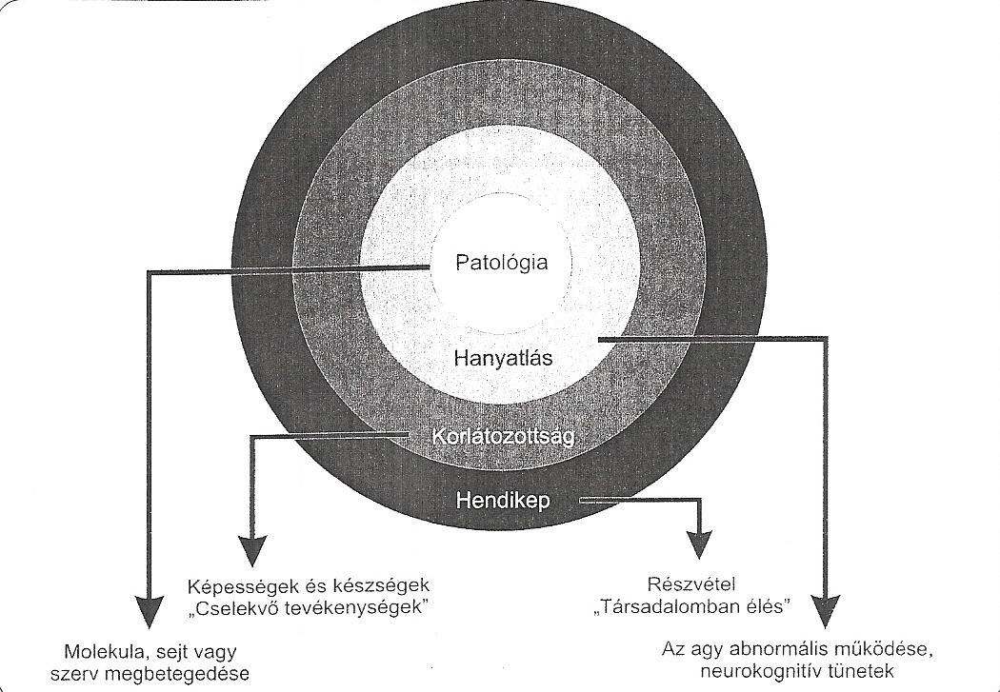 Patológia
Hanyatlás
Korlátozottság
Hendikep
Képességek és készségek
„Cselekvő tevékenységek”
Részvétel
„Társadalomban élés”
Molekula, sejt vagy
szerv megbetegedése
Az agy abnormális működése,
neurokognitív tünetek